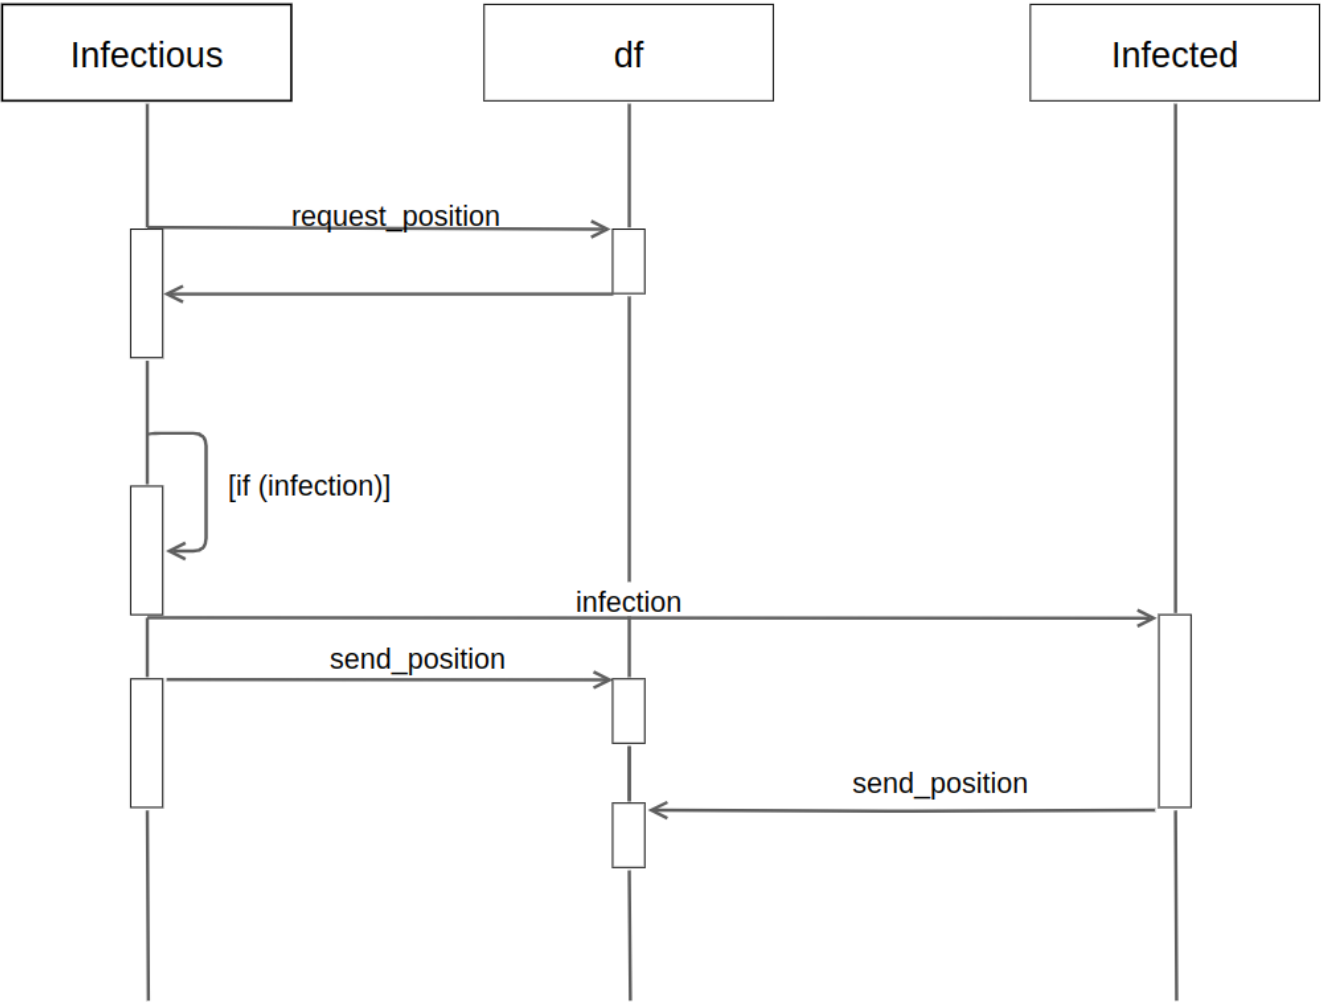 Infectious
df
Infected
request_position
[if (infection)]
infection
send_position
send_position